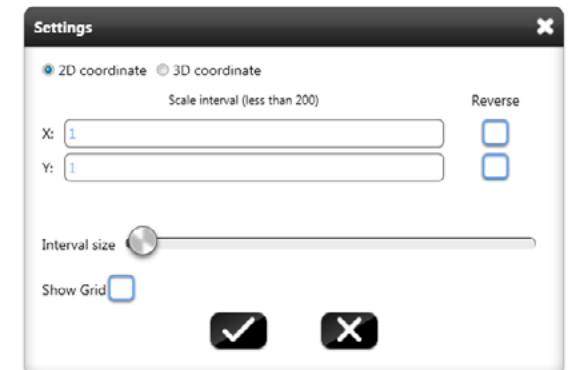 Settings
2D coordinate 3D coordinate
Scale interval (less than 200) Reverse
X: 1
Y: 1
Interval size
Show Grid